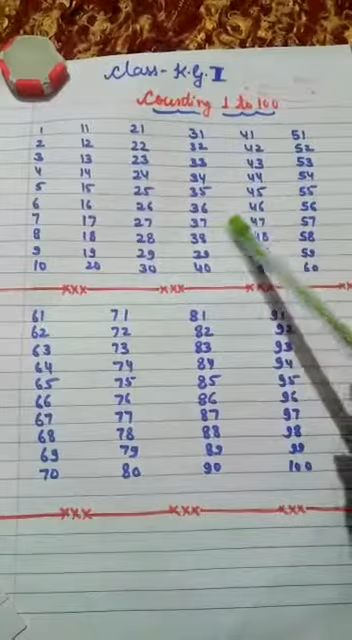 Class - K.G. II
Counting 1 to 100
1 11 21 31 41 51
2 12 22 32 42 52
3 13 23 33 43 53
4 14 24 34 44 54
5 15 25 35 45 55
6 16 26 36 46 56
7 17 27 37 47 57
8 18 28 38 48 58
9 19 29 39 59
10 20 30 40 60
xxx xxx xxx
61 71 81 91
62 72 82 92
63 73 83 93
64 74 84 94
65 75 85 95
66 76 86 96
67 77 87 97
68 78 88 98
69 79 89 99
70 80 90 100
xxx xxx xxx